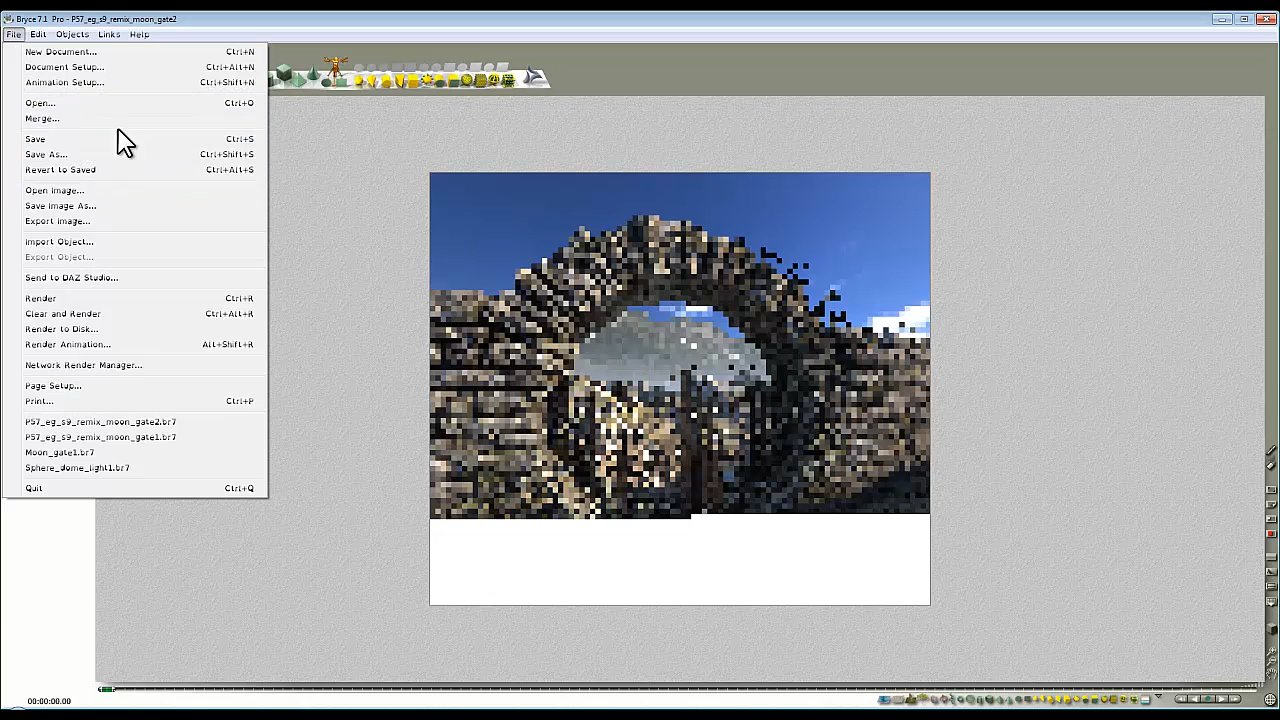 Bryce 7.1 Pro - P57_eg_s9_remix_moon_gate2
File Edit Objects Links Help
New Document... Ctrl+N
Document Setup... Ctrl+Alt+N
Animation Setup... Ctrl+Shift+N
Open... Ctrl+O
Merge...
Save Ctrl+S
Save As... Ctrl+Shift+S
Revert to Saved Ctrl+Alt+S
Open Image...
Save Image As...
Export Image...
Import Object...
Export Object...
Send to DAZ Studio...
Render Ctrl+R
Clear and Render Ctrl+Alt+R
Render to Disk...
Render Animation... Alt+Shift+R
Network Render Manager...
Page Setup...
Print... Ctrl+P
P57_eg_s9_remix_moon_gate2.br7
P57_eg_s9_remix_moon_gate1.br7
Moon_gate1.br7
Sphere_dome_light1.br7
Quit Ctrl+Q
00:00:00.00